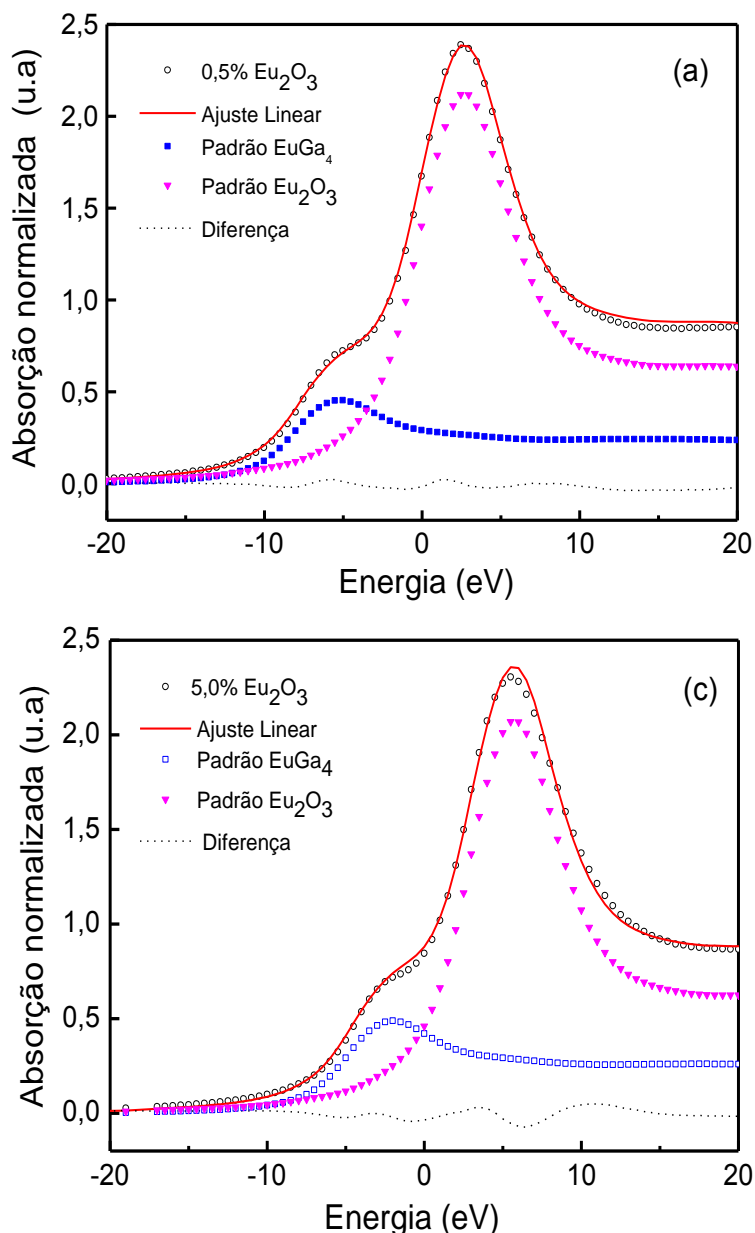 2,5
2,0
1,5
1,0
0,5
0,0
Absorção normalizada (u.a)
0,5% Eu2O3
Ajuste Linear
Padrão EuGa4
Padrão Eu2O3
Diferença
(a)
-20 -10 0 10 20
Energia (eV)
2,5
2,0
1,5
1,0
0,5
0,0
Absorção normalizada (u.a)
5,0% Eu2O3
Ajuste Linear
Padrão EuGa4
Padrão Eu2O3
Diferença
(c)
-20 -10 0 10 20
Energia (eV)